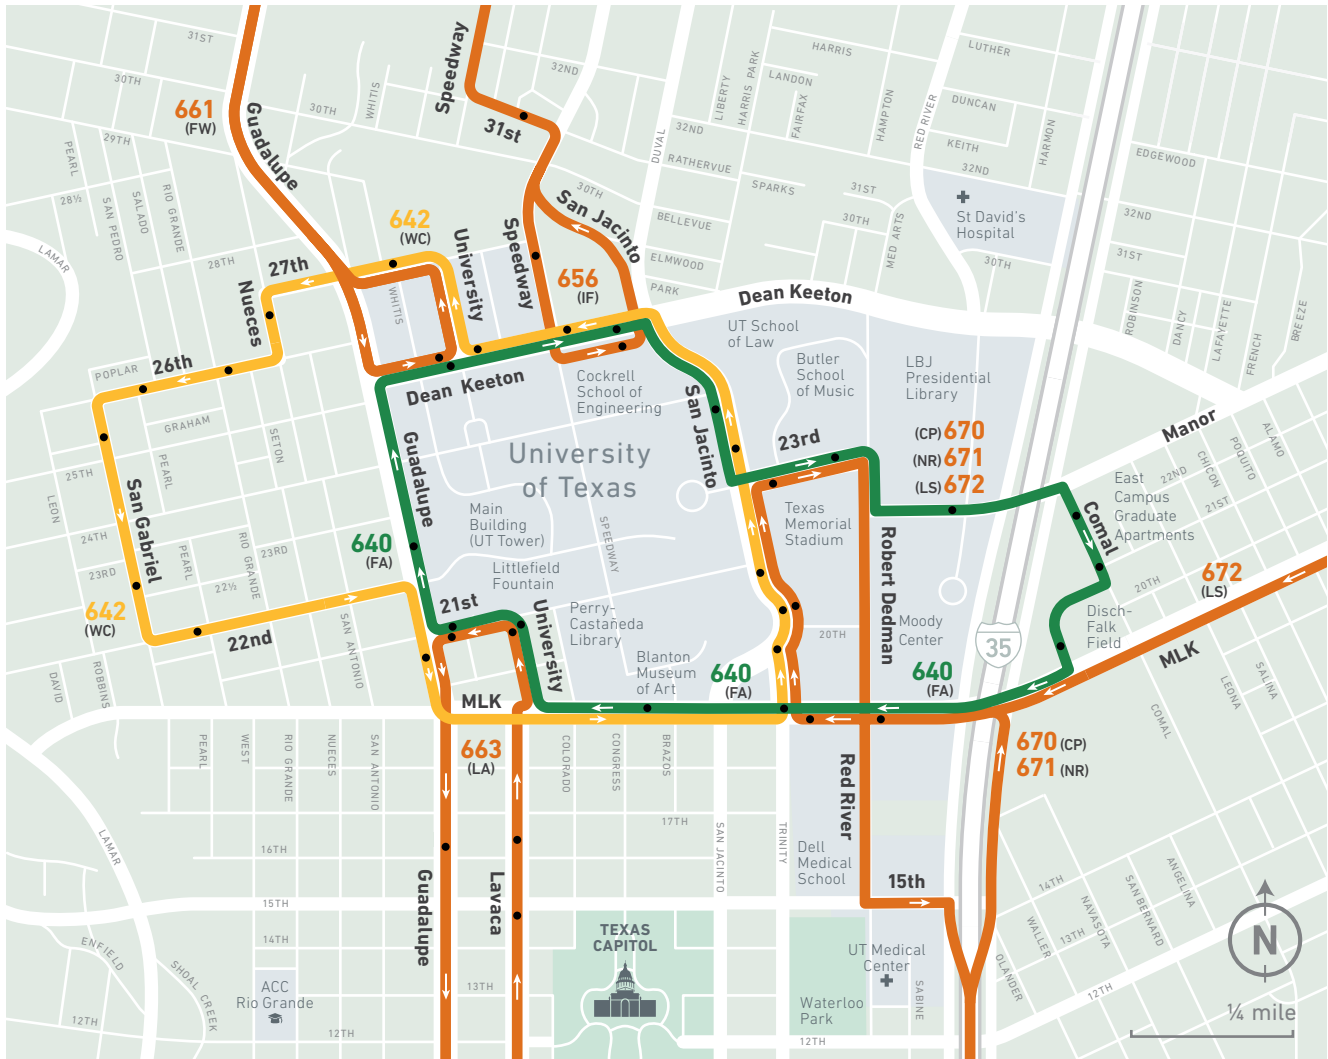 31ST
30TH
661
(FW)
Guadalupe
30TH
WHITIS
Speedway
31st
32ND
DUVAL
LIBERTY
HARRIS PARK
HARRIS
LANDON
FAIRFAX
HAMPTON
RED RIVER
LUTHER
DUNCAN
KEITH
32ND
HARMON
EDGEWOOD
29TH
PEARL
28½
SAN PEDRO
SALADO
RIO GRANDE
28TH
LAMAR
642
(WC)
University
27th
Nueces
WHITIS
Speedway
San Jacinto
30TH
656
(IF)
32ND
RATHERVUE
SPARKS
31ST
30TH
MED ARTS
BELLEVUE
ELMWOOD
PARK
St David's
Hospital
30TH
32ND
31ST
ROBINSON
DANCY
LAFAYETTE
FRENCH
BREEZE
Dean Keeton
UT School
of Law
Butler
School
of Music
LBJ
Presidential
Library
26th
POPLAR
GRAHAM
SETON
PEARL
25TH
LEON
24TH
23RD
San Gabriel
PEARL
22½
RIO GRANDE
23RD
Dean Keeton
Cockrell
School of
Engineering
San Jacinto
23rd
(CP) 670
(NR) 671
(LS) 672
Manor
ALAMO
POQUITO
CHICON
22ND
21ST
East
Campus
Graduate
Apartments
Comal
20TH
672
(LS)
University
of Texas
Guadalupe
Main
Building
(UT Tower)
SPEEDWAY
Littlefield
Fountain
Texas
Memorial
Stadium
Robert Dedman
640
(FA)
21st
University
Perry-
Castañeda
Library
Blanton
Museum
of Art
20TH
Moody
Center
35
Disch-
Falk
Field
MLK
642
(WC)
22nd
SAN ANTONIO
DAVID
ROBBINS
640
(FA)
640
(FA)
SALINA
LEONA
COMAL
MLK
663
(LA)
670 (CP)
671 (NR)
PEARL
WEST
RIO GRANDE
NUECES
SAN ANTONIO
COLORADO
CONGRESS
BRAZOS
17TH
SAN JACINTO
TRINITY
Red River
Dell
Medical
School
15th
LAMAR
16TH
15TH
14TH
13TH
12TH
12TH
ENFIELD
SHOAL CREEK
ACC
Rio Grande
Guadalupe
Lavaca
TEXAS
CAPITOL
UT Medical
Center
Waterloo
Park
SABINE
12TH
OLANDER
WALLER
14TH
13TH
NAVASOTA
SAN BERNARD
ANGELINA
12TH
N
¼ mile